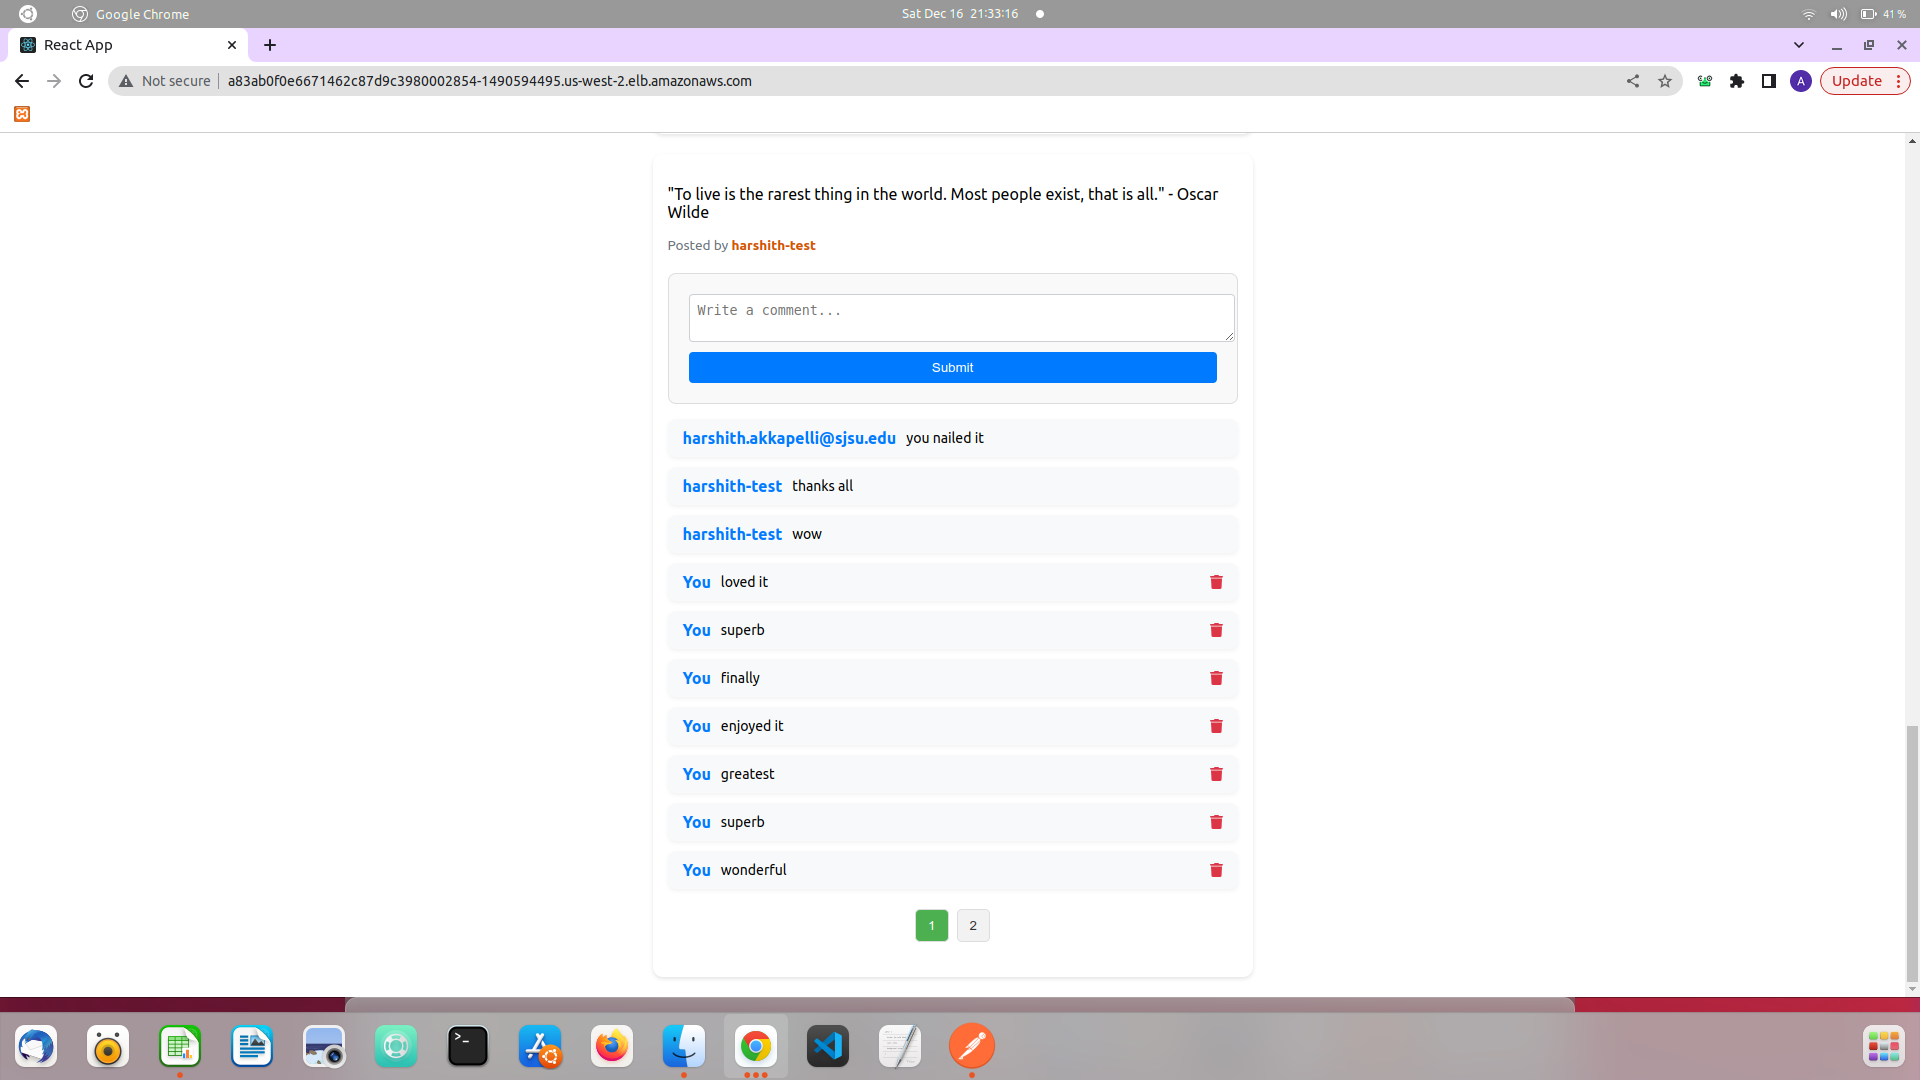 Google Chrome
Sat Dec 16 21:33:16
41 %
React App
Not secure
a83ab0f0e6671462c87d9c3980002854-1490594495.us-west-2.elb.amazonaws.com
A
Update
"To live is the rarest thing in the world. Most people exist, that is all." - Oscar
Wilde
Posted by harshith-test
Write a comment...
Submit
harshith.akkapelli@sjsu.edu you nailed it
harshith-test thanks all
harshith-test wow
You loved it
You superb
You finally
You enjoyed it
You greatest
You superb
You wonderful
1 2
>_